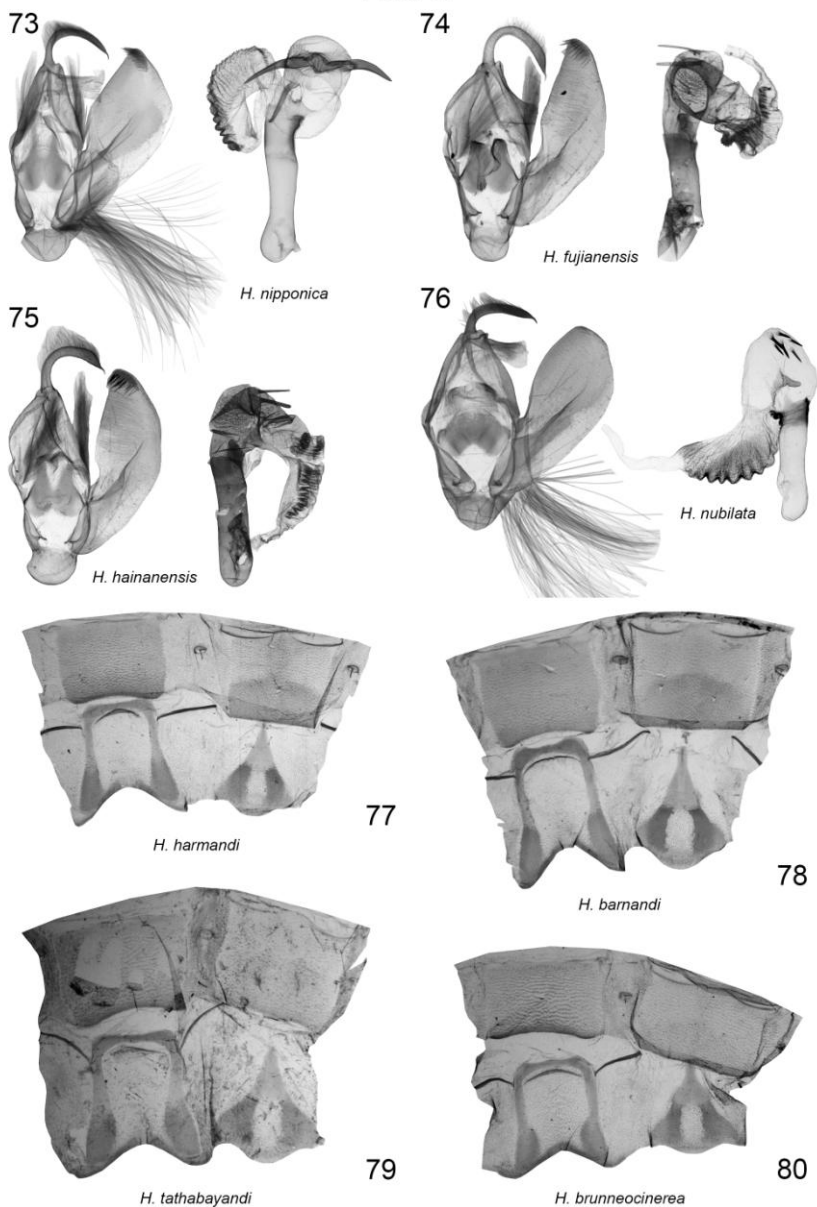 73
74
H. nipponica
H. fujianensis
75
76
H. hainanensis
H. nubilata
77
H. harmandi
78
H. barnandi
79
H. tathabayandi
80
H. brunneocinerea